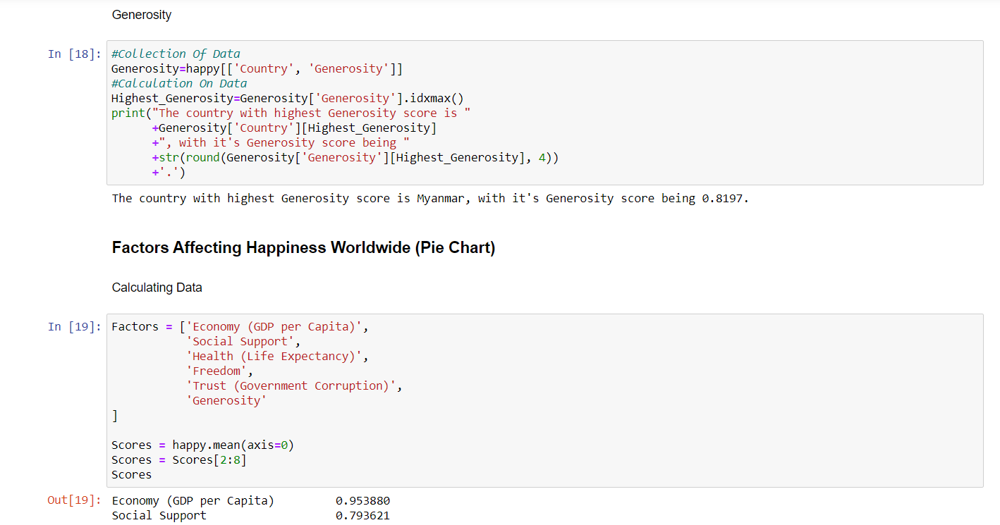 Generosity
In [18]: #Collection Of Data
Generosity=happy[['Country', 'Generosity']]
#Calculation On Data
Highest_Generosity=Generosity['Generosity'].idxmax()
print("The country with highest Generosity score is "
      +Generosity['Country'][Highest_Generosity]
      +", with it's Generosity score being "
      +str(round(Generosity['Generosity'][Highest_Generosity], 4))
      +'.')
The country with highest Generosity score is Myanmar, with it's Generosity score being 0.8197.
Factors Affecting Happiness Worldwide (Pie Chart)
Calculating Data
In [19]: Factors = ['Economy (GDP per Capita)',
           'Social Support',
           'Health (Life Expectancy)',
           'Freedom',
           'Trust (Government Corruption)',
           'Generosity'
]
Scores = happy.mean(axis=0)
Scores = Scores[2:8]
Scores
Out[19]: Economy (GDP per Capita)         0.953880
Social Support                   0.793621